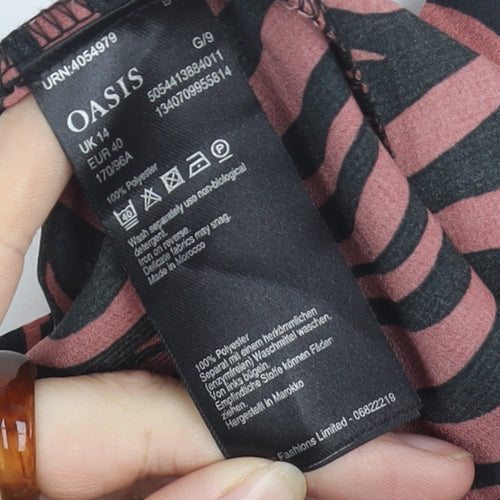 URN:4054979
OASIS
UK 14
EUR 40
170/96A
G/9
5054413884011
1340709955814
100% Polyester
40
Wash separately use non-biological
detergent.
Iron on reverse.
Delicate fabrics may snag.
Made in Morocco
100% Polyester
Separat mit einem herkömmlichen
(enzymfreien) Waschmittel waschen.
Von links bügeln.
Empfindliche Stoffe können Fäder
ziehen.
Hergestellt in Marokko
Fashions Limited - 06822219